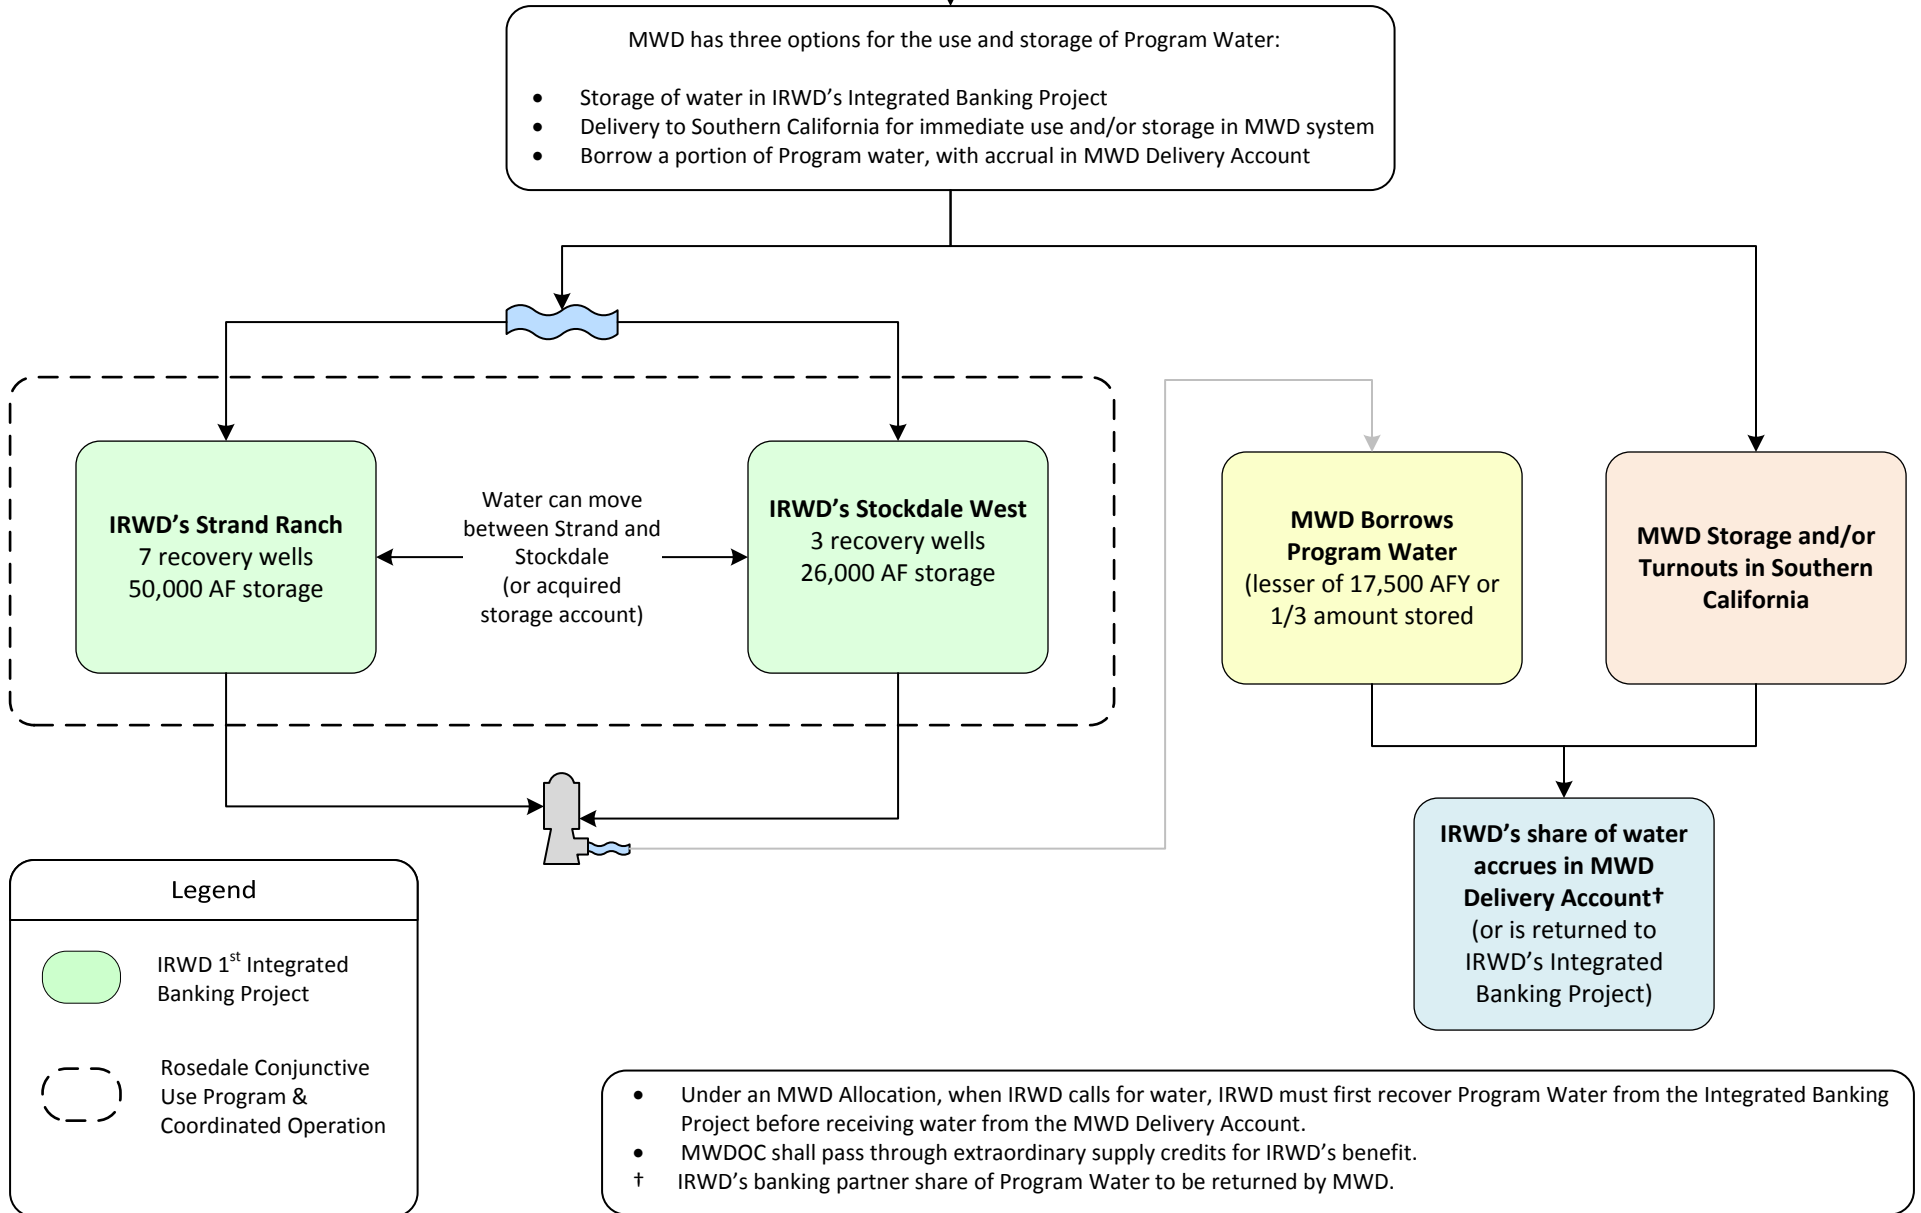 MWD has three options for the use and storage of Program Water:
• Storage of water in IRWD's Integrated Banking Project
• Delivery to Southern California for immediate use and/or storage in MWD system
• Borrow a portion of Program water, with accrual in MWD Delivery Account
IRWD's Strand Ranch
7 recovery wells
50,000 AF storage
Water can move
between Strand and
Stockdale
(or acquired
storage account)
IRWD's Stockdale West
3 recovery wells
26,000 AF storage
MWD Borrows
Program Water
(lesser of 17,500 AFY or
1/3 amount stored
MWD Storage and/or
Turnouts in Southern
California
IRWD's share of water
accrues in MWD
Delivery Account†
(or is returned to
IRWD's Integrated
Banking Project)
Legend
IRWD 1st Integrated
Banking Project
Rosedale Conjunctive
Use Program &
Coordinated Operation
• Under an MWD Allocation, when IRWD calls for water, IRWD must first recover Program Water from the Integrated Banking
Project before receiving water from the MWD Delivery Account.
• MWDOC shall pass through extraordinary supply credits for IRWD's benefit.
† IRWD's banking partner share of Program Water to be returned by MWD.